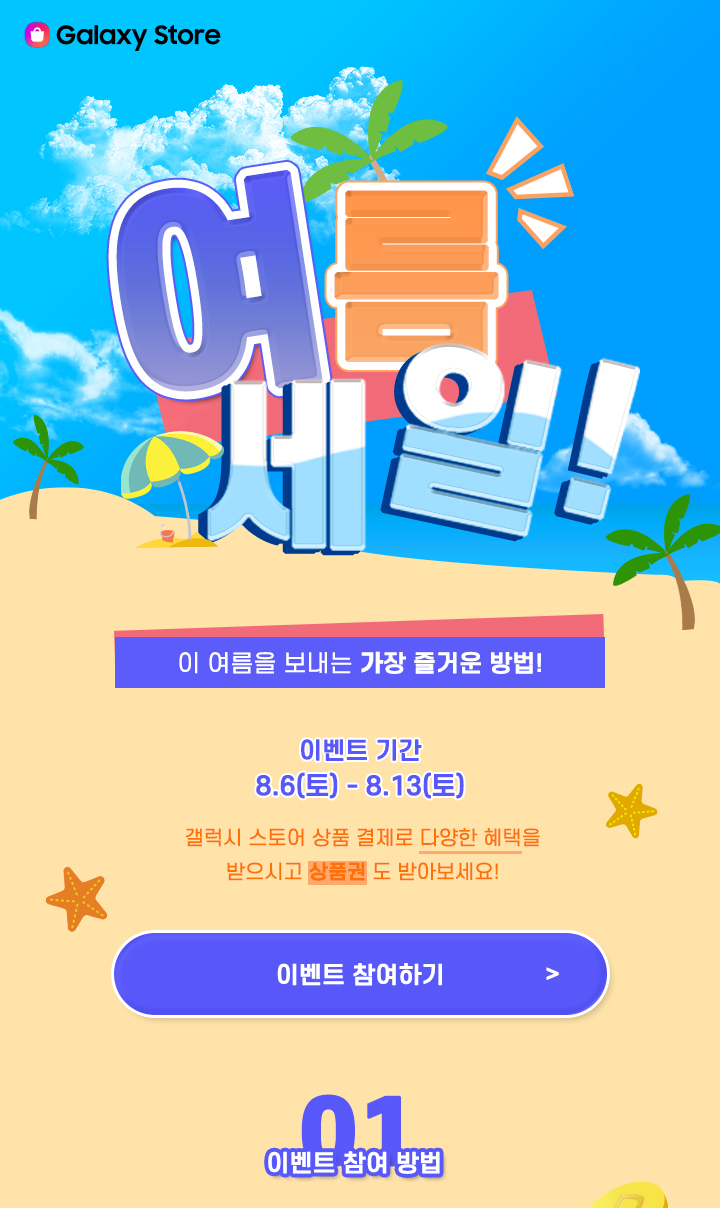 Galaxy Store
여름
세일!
이 여름을 보내는 가장 즐거운 방법!
이벤트 기간
8.6(토) - 8.13(토)
갤럭시 스토어 상품 결제로 다양한 혜택을
받으시고 상품권 도 받아보세요!
이벤트 참여하기 >
01
이벤트 참여 방법